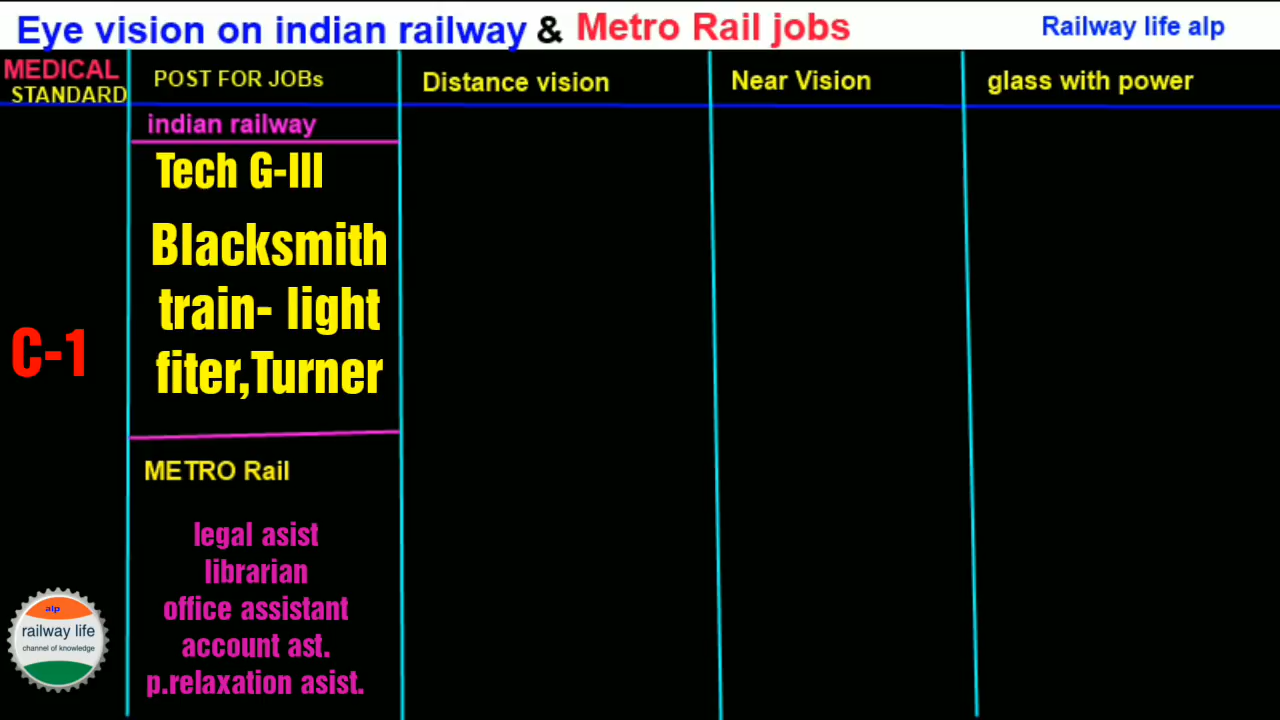 Eye vision on indian railway & Metro Rail jobs
Railway life alp
MEDICAL
STANDARD
POST FOR JOBs
Distance vision
Near Vision
glass with power
indian railway
Tech G-III
Blacksmith
train- light
fiter,Turner
C-1
METRO Rail
legal asist
librarian
office assistant
account ast.
p.relaxation asist.
alp
railway life
channel of knowledge